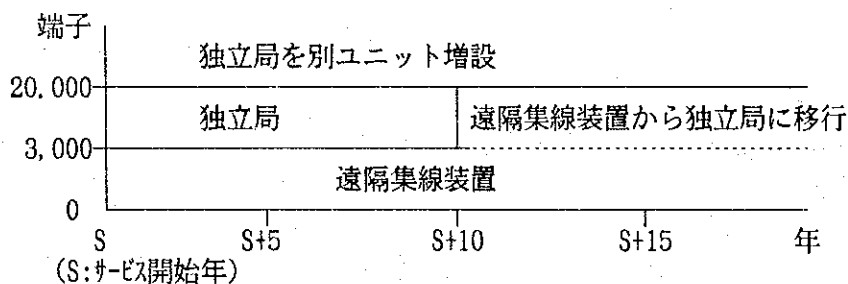 端子
独立局を別ユニット増設
20.000
独立局 遠隔集線装置から独立局に移行
3,000
遠隔集線装置
0
S S+5 S+10 S+15 年
(S:サービス開始年)